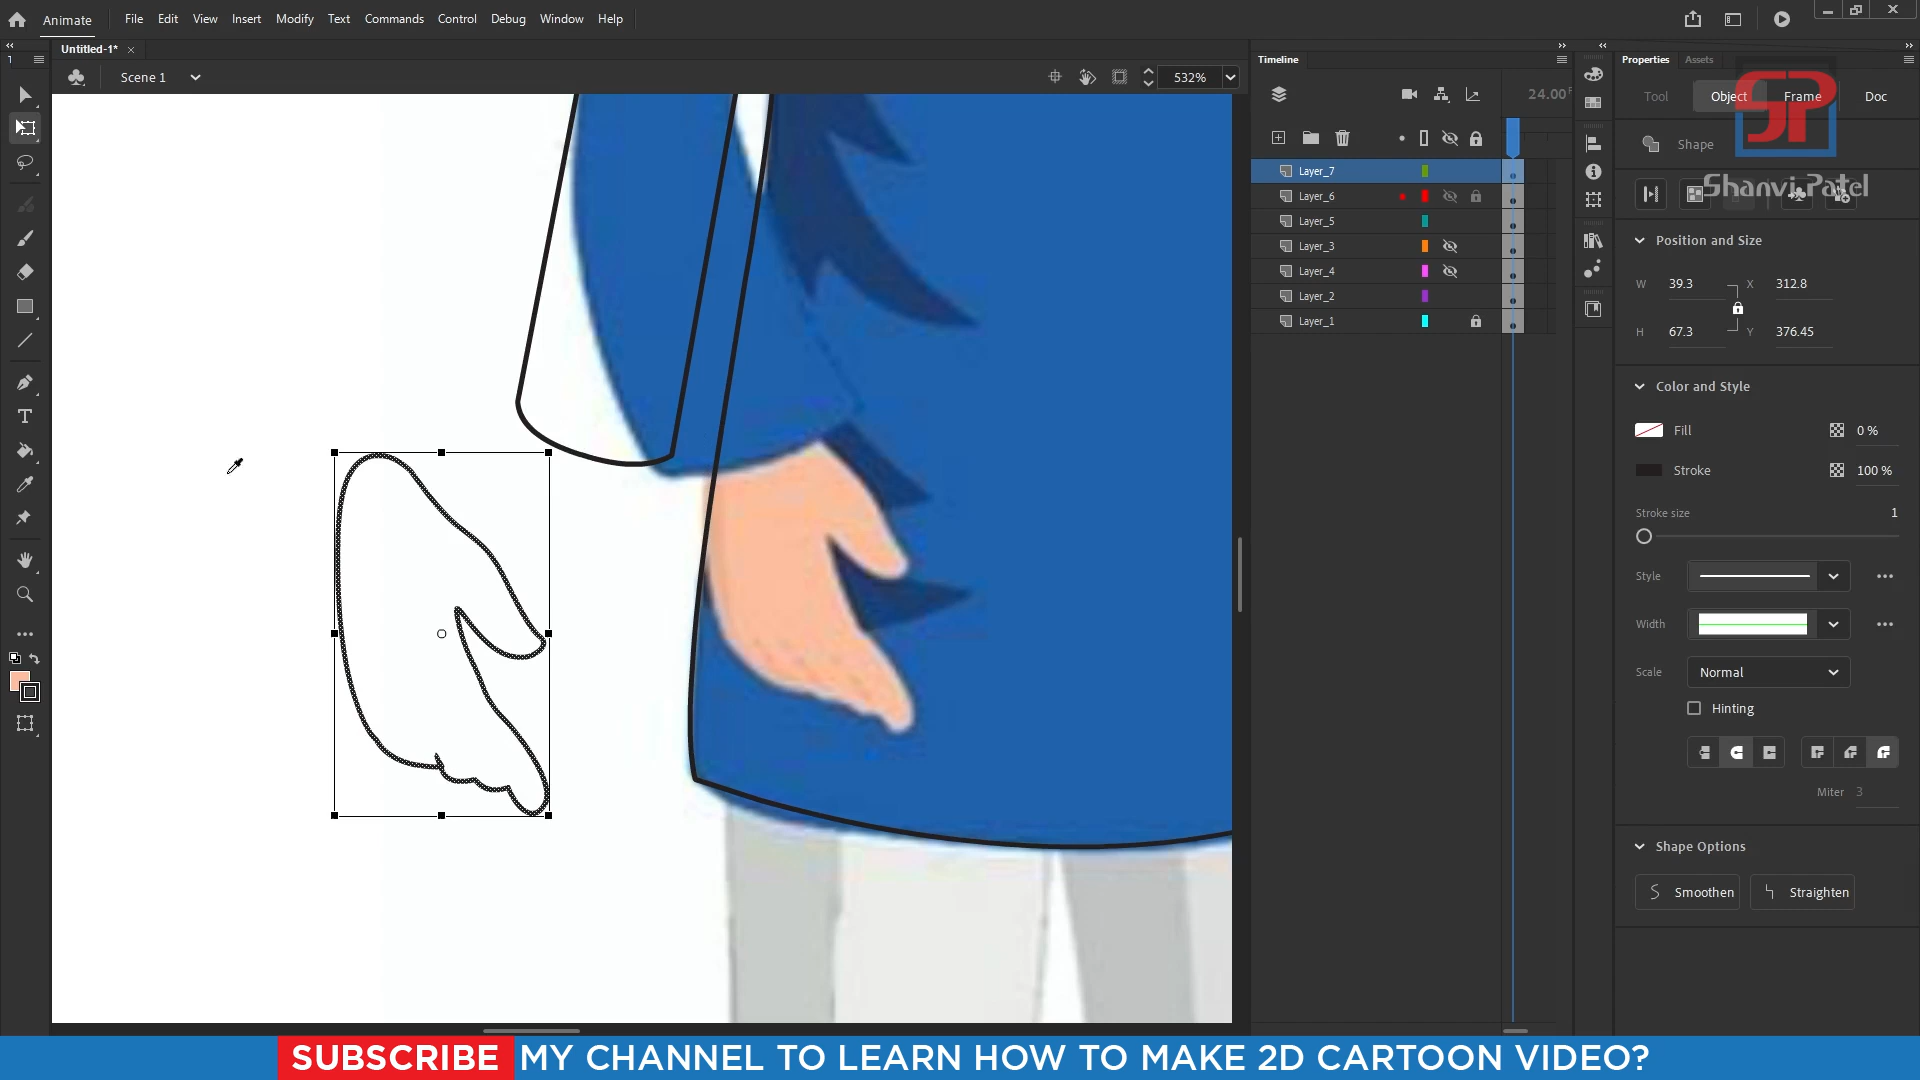 Animate
File Edit View Insert Modify Text Commands Control Debug Window Help
Untitled-1*
Scene 1
532%
Timeline
24.00
Layer_7
Layer_6
Layer_5
Layer_3
Layer_4
Layer_2
Layer_1
Properties Assets
Tool Object Frame Doc
SP
Shape
Shanvi Patel
Position and Size
W 39.3 X 312.8
H 67.3 Y 376.45
Color and Style
Fill 0 %
Stroke 100 %
Stroke size 1
Style
Width
Scale Normal
Hinting
Miter 3
Shape Options
Smoothen Straighten
SUBSCRIBE MY CHANNEL TO LEARN HOW TO MAKE 2D CARTOON VIDEO?